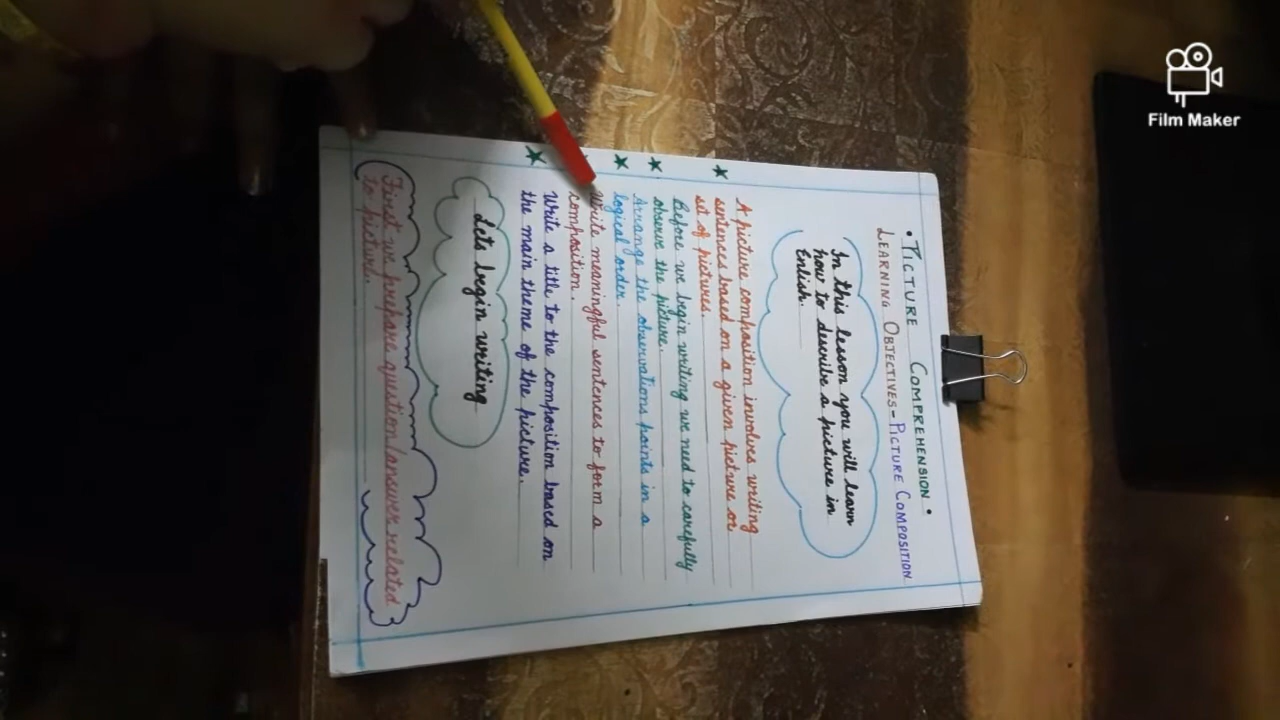 • PICTURE COMPREHENSION •
LEARNING OBJECTIVES - PICTURE COMPOSITION
In this lesson you will learn
how to describe a picture in
Enlish.
A picture composition involves writing
sentences based on a given picture or
set of pictures.
Before we begin writing we need to carefully
observe the picture.
Arrange the observations points in a
logical order.
Write meaningful sentences to form a
composition.
Write a title to the composition based on
the main theme of the picture.
Lets begin writing
First we prepare question/answer related
to picture.
Film Maker